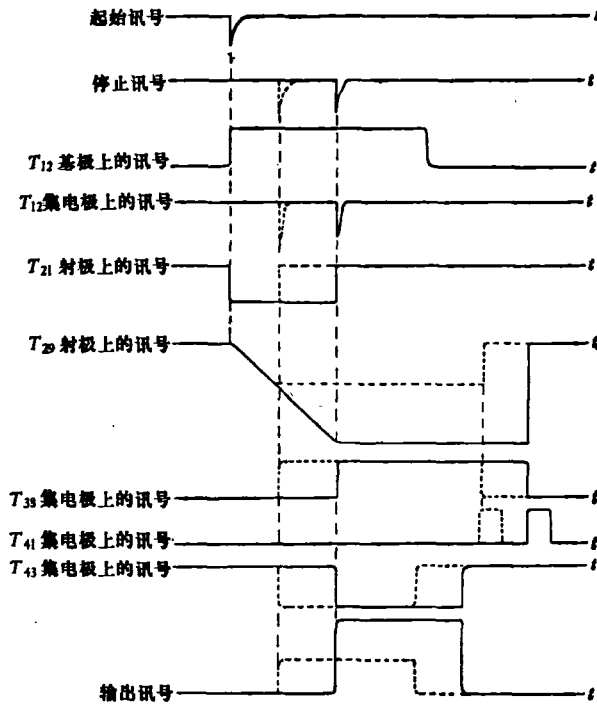 起始讯号 t
停止讯号 t
T12 基极上的讯号 t
T12集电极上的讯号 t
T21 射极上的讯号 t
T29 射极上的讯号 t
T39 集电极上的讯号 t
T41 集电极上的讯号 t
T43 集电极上的讯号 t
输出讯号 t